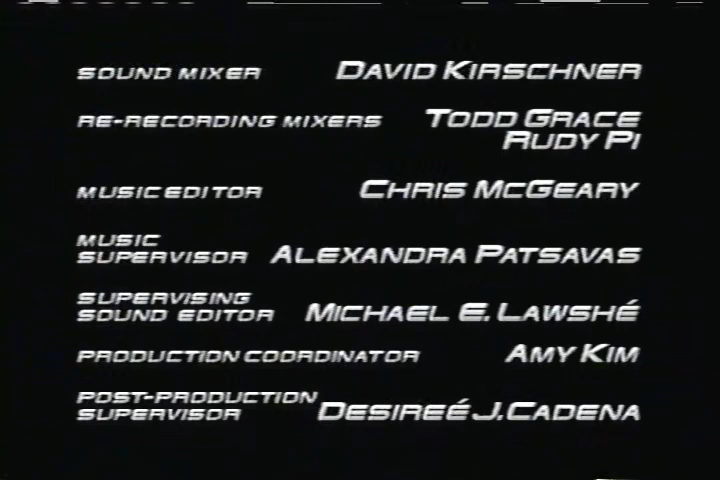 SOUND MIXER DAVID KIRSCHNER
RE-RECORDING MIXERS TODD GRACE
RUDY PI
MUSIC EDITOR CHRIS MCGEARY
MUSIC
SUPERVISOR ALEXANDRA PATSAVAS
SUPERVISING
SOUND EDITOR MICHAEL E. LAWSHÉ
PRODUCTION COORDINATOR AMY KIM
POST-PRODUCTION
SUPERVISOR DESIREÉ J. CADENA